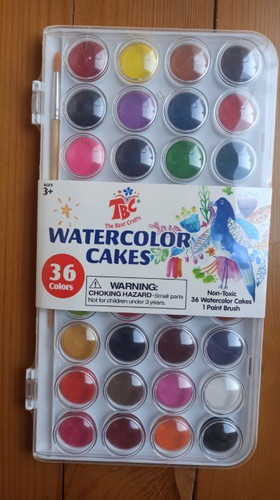 AGES
3+
TBC
The Best Crafts
WATERCOLOR
CAKES
36
Colors
WARNING:
CHOKING HAZARD-Small parts
Not for children under 3 years.
Non-Toxic
36 Watercolor Cakes
1 Paint Brush